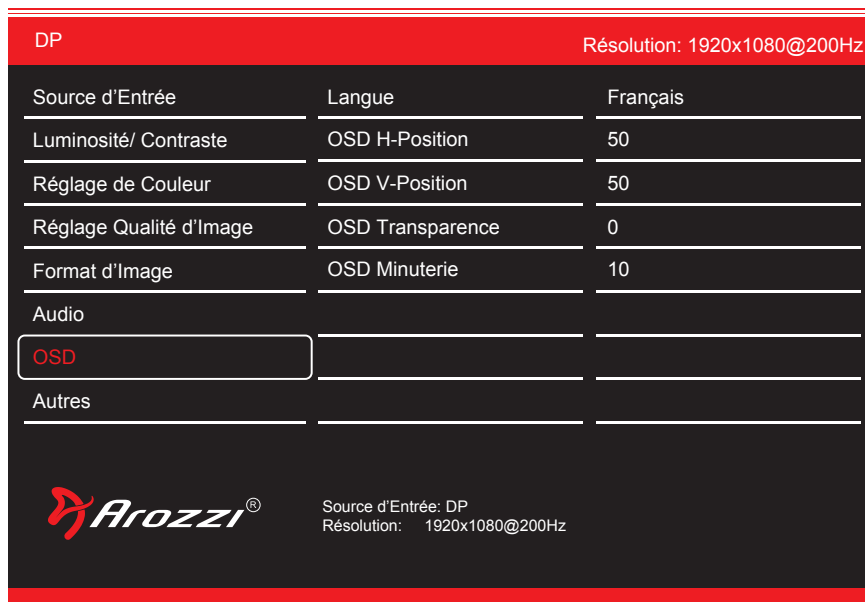 DP Résolution: 1920x1080@200Hz
Source d’Entrée Langue Français
Luminosité/ Contraste OSD H-Position 50
Réglage de Couleur OSD V-Position 50
Réglage Qualité d’Image OSD Transparence 0
Format d’Image OSD Minuterie 10
Audio
OSD
Autres
Arozzi®
Source d’Entrée: DP
Résolution: 1920x1080@200Hz